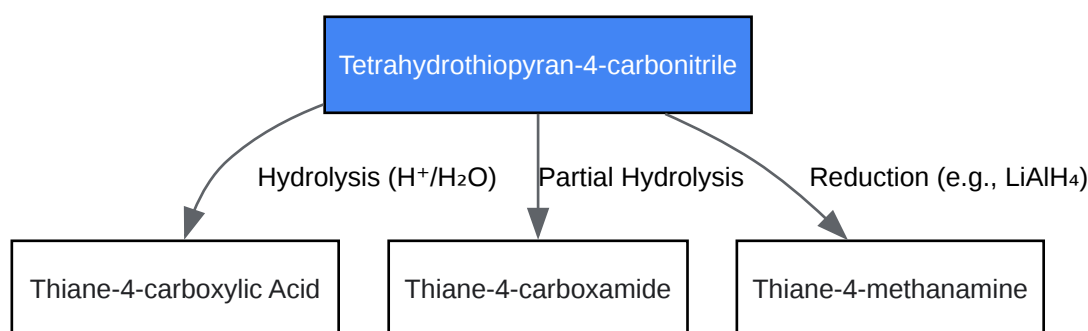 Tetrahydrothiopyran-4-carbonitrile
Hydrolysis (H⁺/H₂O)
Partial Hydrolysis
Reduction (e.g., LiAlH₄)
Thiane-4-carboxylic Acid
Thiane-4-carboxamide
Thiane-4-methanamine